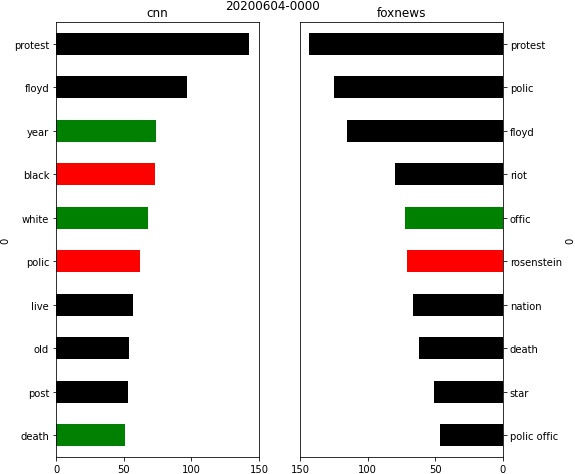 20200604-0000
cnn
foxnews
protest
floyd
year
black
white
polic
live
old
post
death
0
0 50 100 150
protest
polic
floyd
riot
offic
rosenstein
nation
death
star
polic offic
0
150 100 50 0